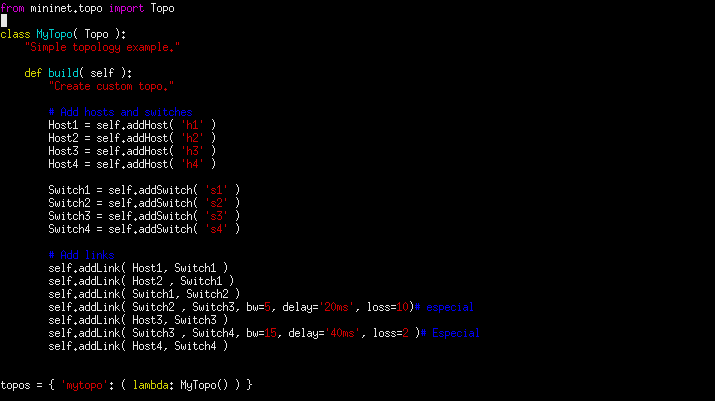 from mininet.topo import Topo
class MyTopo( Topo ):
    "Simple topology example."
    def build( self ):
        "Create custom topo."
        # Add hosts and switches
        Host1 = self.addHost( 'h1' )
        Host2 = self.addHost( 'h2' )
        Host3 = self.addHost( 'h3' )
        Host4 = self.addHost( 'h4' )
        Switch1 = self.addSwitch( 's1' )
        Switch2 = self.addSwitch( 's2' )
        Switch3 = self.addSwitch( 's3' )
        Switch4 = self.addSwitch( 's4' )
        # Add links
        self.addLink( Host1, Switch1 )
        self.addLink( Host2 , Switch1 )
        self.addLink( Switch1, Switch2 )
        self.addLink( Switch2 , Switch3, bw=5, delay='20ms', loss=10)# especial
        self.addLink( Host3, Switch3 )
        self.addLink( Switch3 , Switch4, bw=15, delay='40ms', loss=2 )# Especial
        self.addLink( Host4, Switch4 )
topos = { 'mytopo': ( lambda: MyTopo() ) }